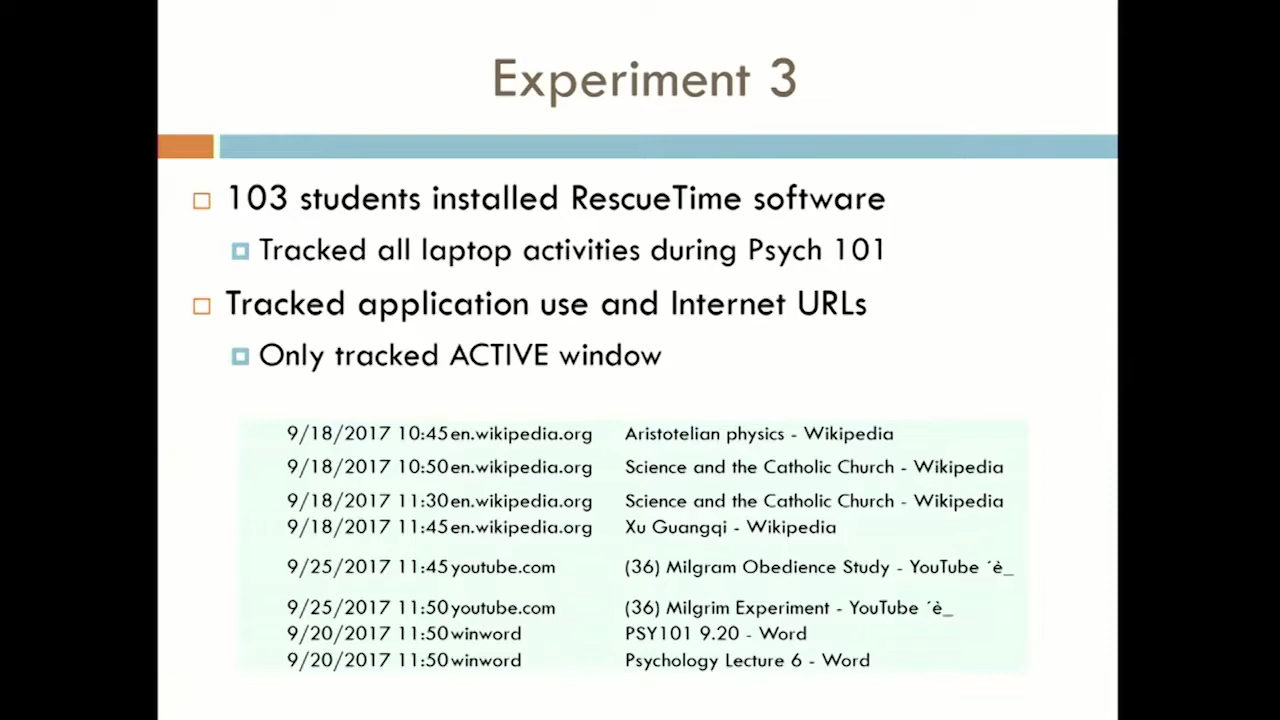 Experiment 3
103 students installed RescueTime software
Tracked all laptop activities during Psych 101
Tracked application use and Internet URLs
Only tracked ACTIVE window
9/18/2017 10:45 en.wikipedia.org Aristotelian physics - Wikipedia
9/18/2017 10:50 en.wikipedia.org Science and the Catholic Church - Wikipedia
9/18/2017 11:30 en.wikipedia.org Science and the Catholic Church - Wikipedia
9/18/2017 11:45 en.wikipedia.org Xu Guangqi - Wikipedia
9/25/2017 11:45 youtube.com (36) Milgram Obedience Study - YouTube ´è_
9/25/2017 11:50 youtube.com (36) Milgrim Experiment - YouTube ´è_
9/20/2017 11:50 winword PSY101 9.20 - Word
9/20/2017 11:50 winword Psychology Lecture 6 - Word